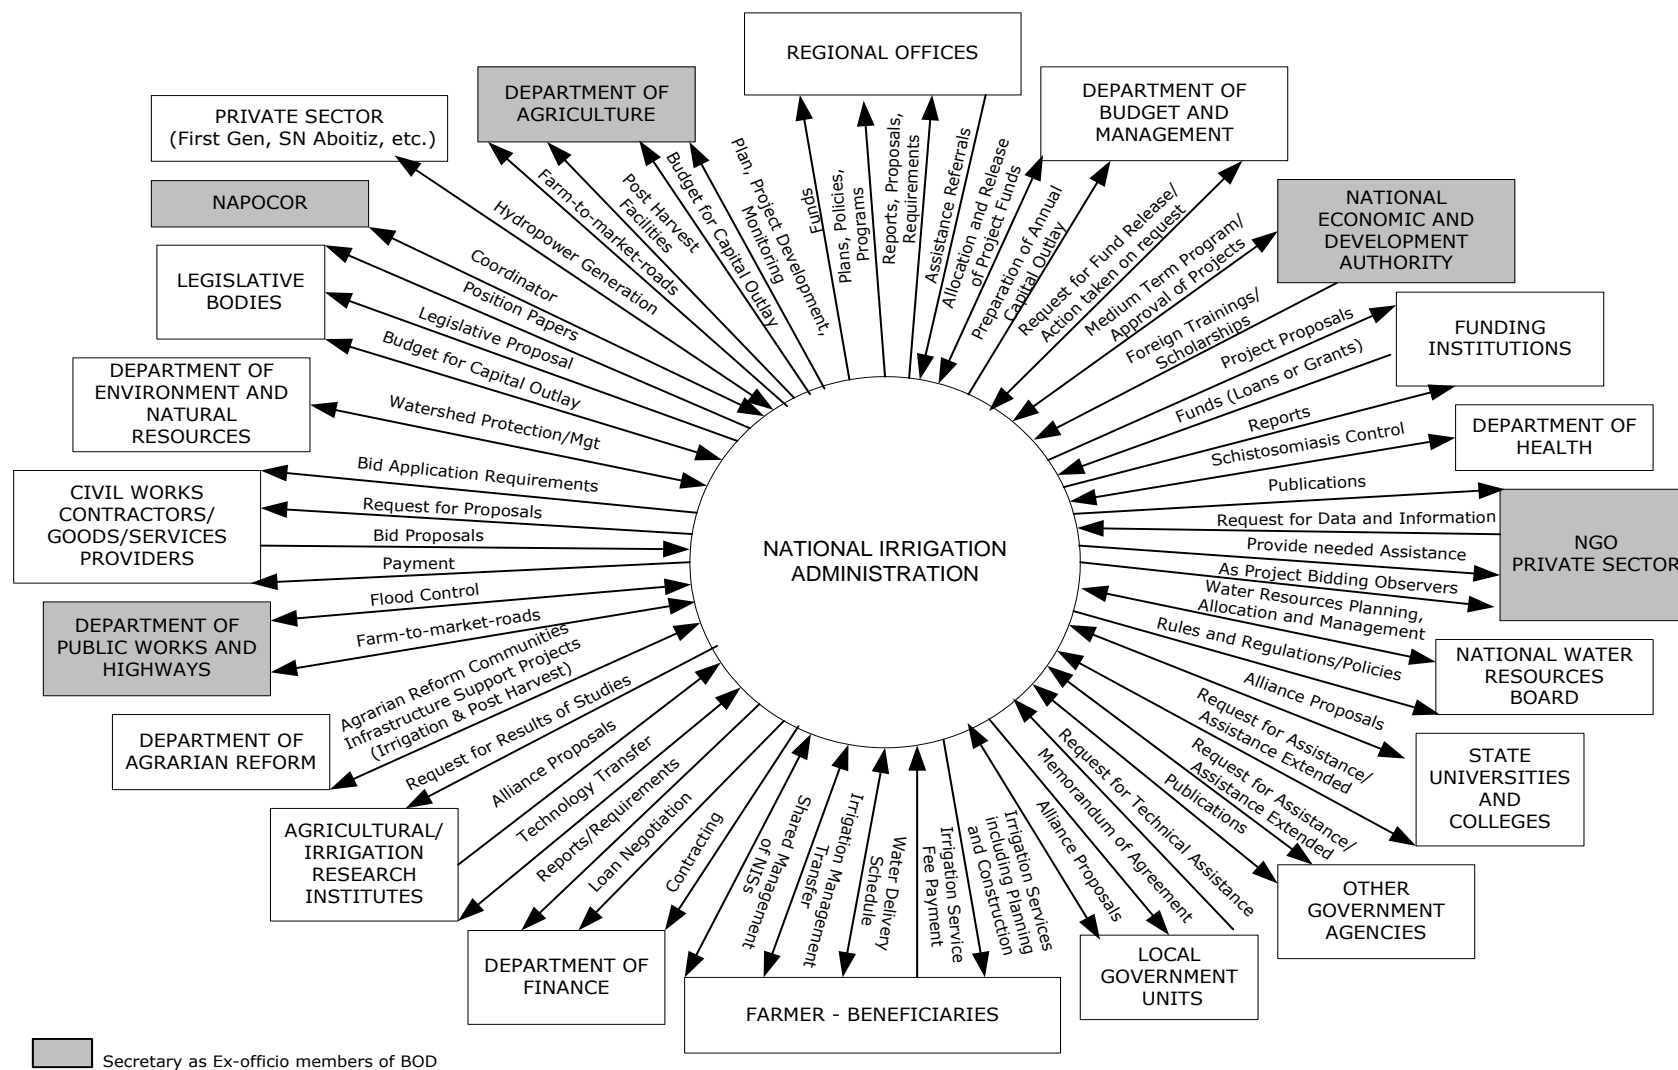 REGIONAL OFFICES
DEPARTMENT OF
AGRICULTURE
DEPARTMENT OF
BUDGET AND
MANAGEMENT
PRIVATE SECTOR
(First Gen, SN Aboitiz, etc.)
NAPOCOR
NATIONAL
ECONOMIC AND
DEVELOPMENT
AUTHORITY
LEGISLATIVE
BODIES
FUNDING
INSTITUTIONS
DEPARTMENT OF
ENVIRONMENT AND
NATURAL
RESOURCES
DEPARTMENT OF
HEALTH
CIVIL WORKS
CONTRACTORS/
GOODS/SERVICES
PROVIDERS
NGO
PRIVATE SECTOR
NATIONAL IRRIGATION
ADMINISTRATION
DEPARTMENT OF
PUBLIC WORKS AND
HIGHWAYS
NATIONAL WATER
RESOURCES
BOARD
DEPARTMENT OF
AGRARIAN REFORM
STATE
UNIVERSITIES
AND
COLLEGES
AGRICULTURAL/
IRRIGATION
RESEARCH
INSTITUTES
OTHER
GOVERNMENT
AGENCIES
DEPARTMENT OF
FINANCE
LOCAL
GOVERNMENT
UNITS
FARMER - BENEFICIARIES
Funds
Plans, Policies,
Programs
Reports, Proposals,
Requirements
Assistance Referrals
Allocation and Release
of Project Funds
Preparation of Annual
Capital Outlay
Request for Fund Release/
Action taken on request
Medium Term Program/
Approval of Projects
Foreign Trainings/
Scholarships
Project Proposals
Funds (Loans or Grants)
Reports
Schistosomiasis Control
Publications
Request for Data and Information
Provide needed Assistance
As Project Bidding Observers
Water Resources Planning,
Allocation and Management
Rules and Regulations/Policies
Alliance Proposals
Request for Assistance/
Assistance Extended
Request for Assistance/
Assistance Extended
Publications
Request for Technical Assistance
Memorandum of Agreement
Alliance Proposals
Irrigation Services
including Planning
and Construction
Irrigation Service
Fee Payment
Water Delivery
Schedule
Irrigation Management
Transfer
Shared Management
of NISs
Contracting
Loan Negotiation
Reports/Requirements
Technology Transfer
Alliance Proposals
Request for Results of Studies
Agrarian Reform Communities
Infrastructure Support Projects
(Irrigation & Post Harvest)
Farm-to-market-roads
Flood Control
Payment
Bid Proposals
Request for Proposals
Bid Application Requirements
Watershed Protection/Mgt
Budget for Capital Outlay
Legislative Proposal
Position Papers
Coordinator
Hydropower Generation
Farm-to-market-roads
Post Harvest
Facilities
Budget for Capital Outlay
Plan, Project Development,
Monitoring
Secretary as Ex-officio members of BOD